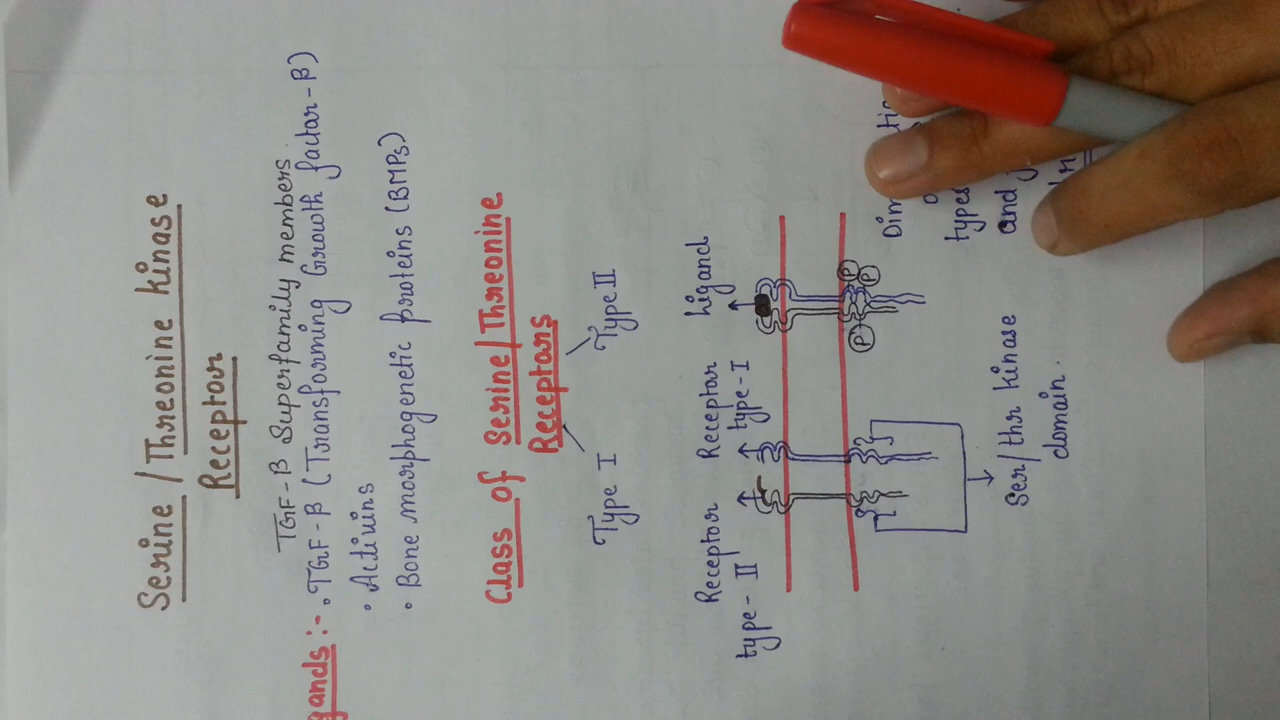 Serine/Threonine kinase
Receptor
TGF-B Superfamily members.
gands:- • TGF-B (Transforming Growth factor-B)
• Activins
• Bone morphogenetic proteins (BMPs)
Class of Serine/Threonine
Receptors
Type I Type II
Receptor
type-II
Receptor
type-I
Ligand
P
P
P
Ser/thr kinase
domain.
Dim
types
and